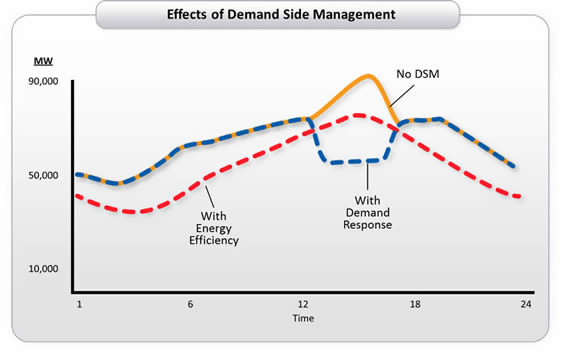 Effects of Demand Side Management
MW
90,000
No DSM
50,000
With
Energy
Efficiency
With
Demand
Response
10,000
1 6 12 18 24
Time